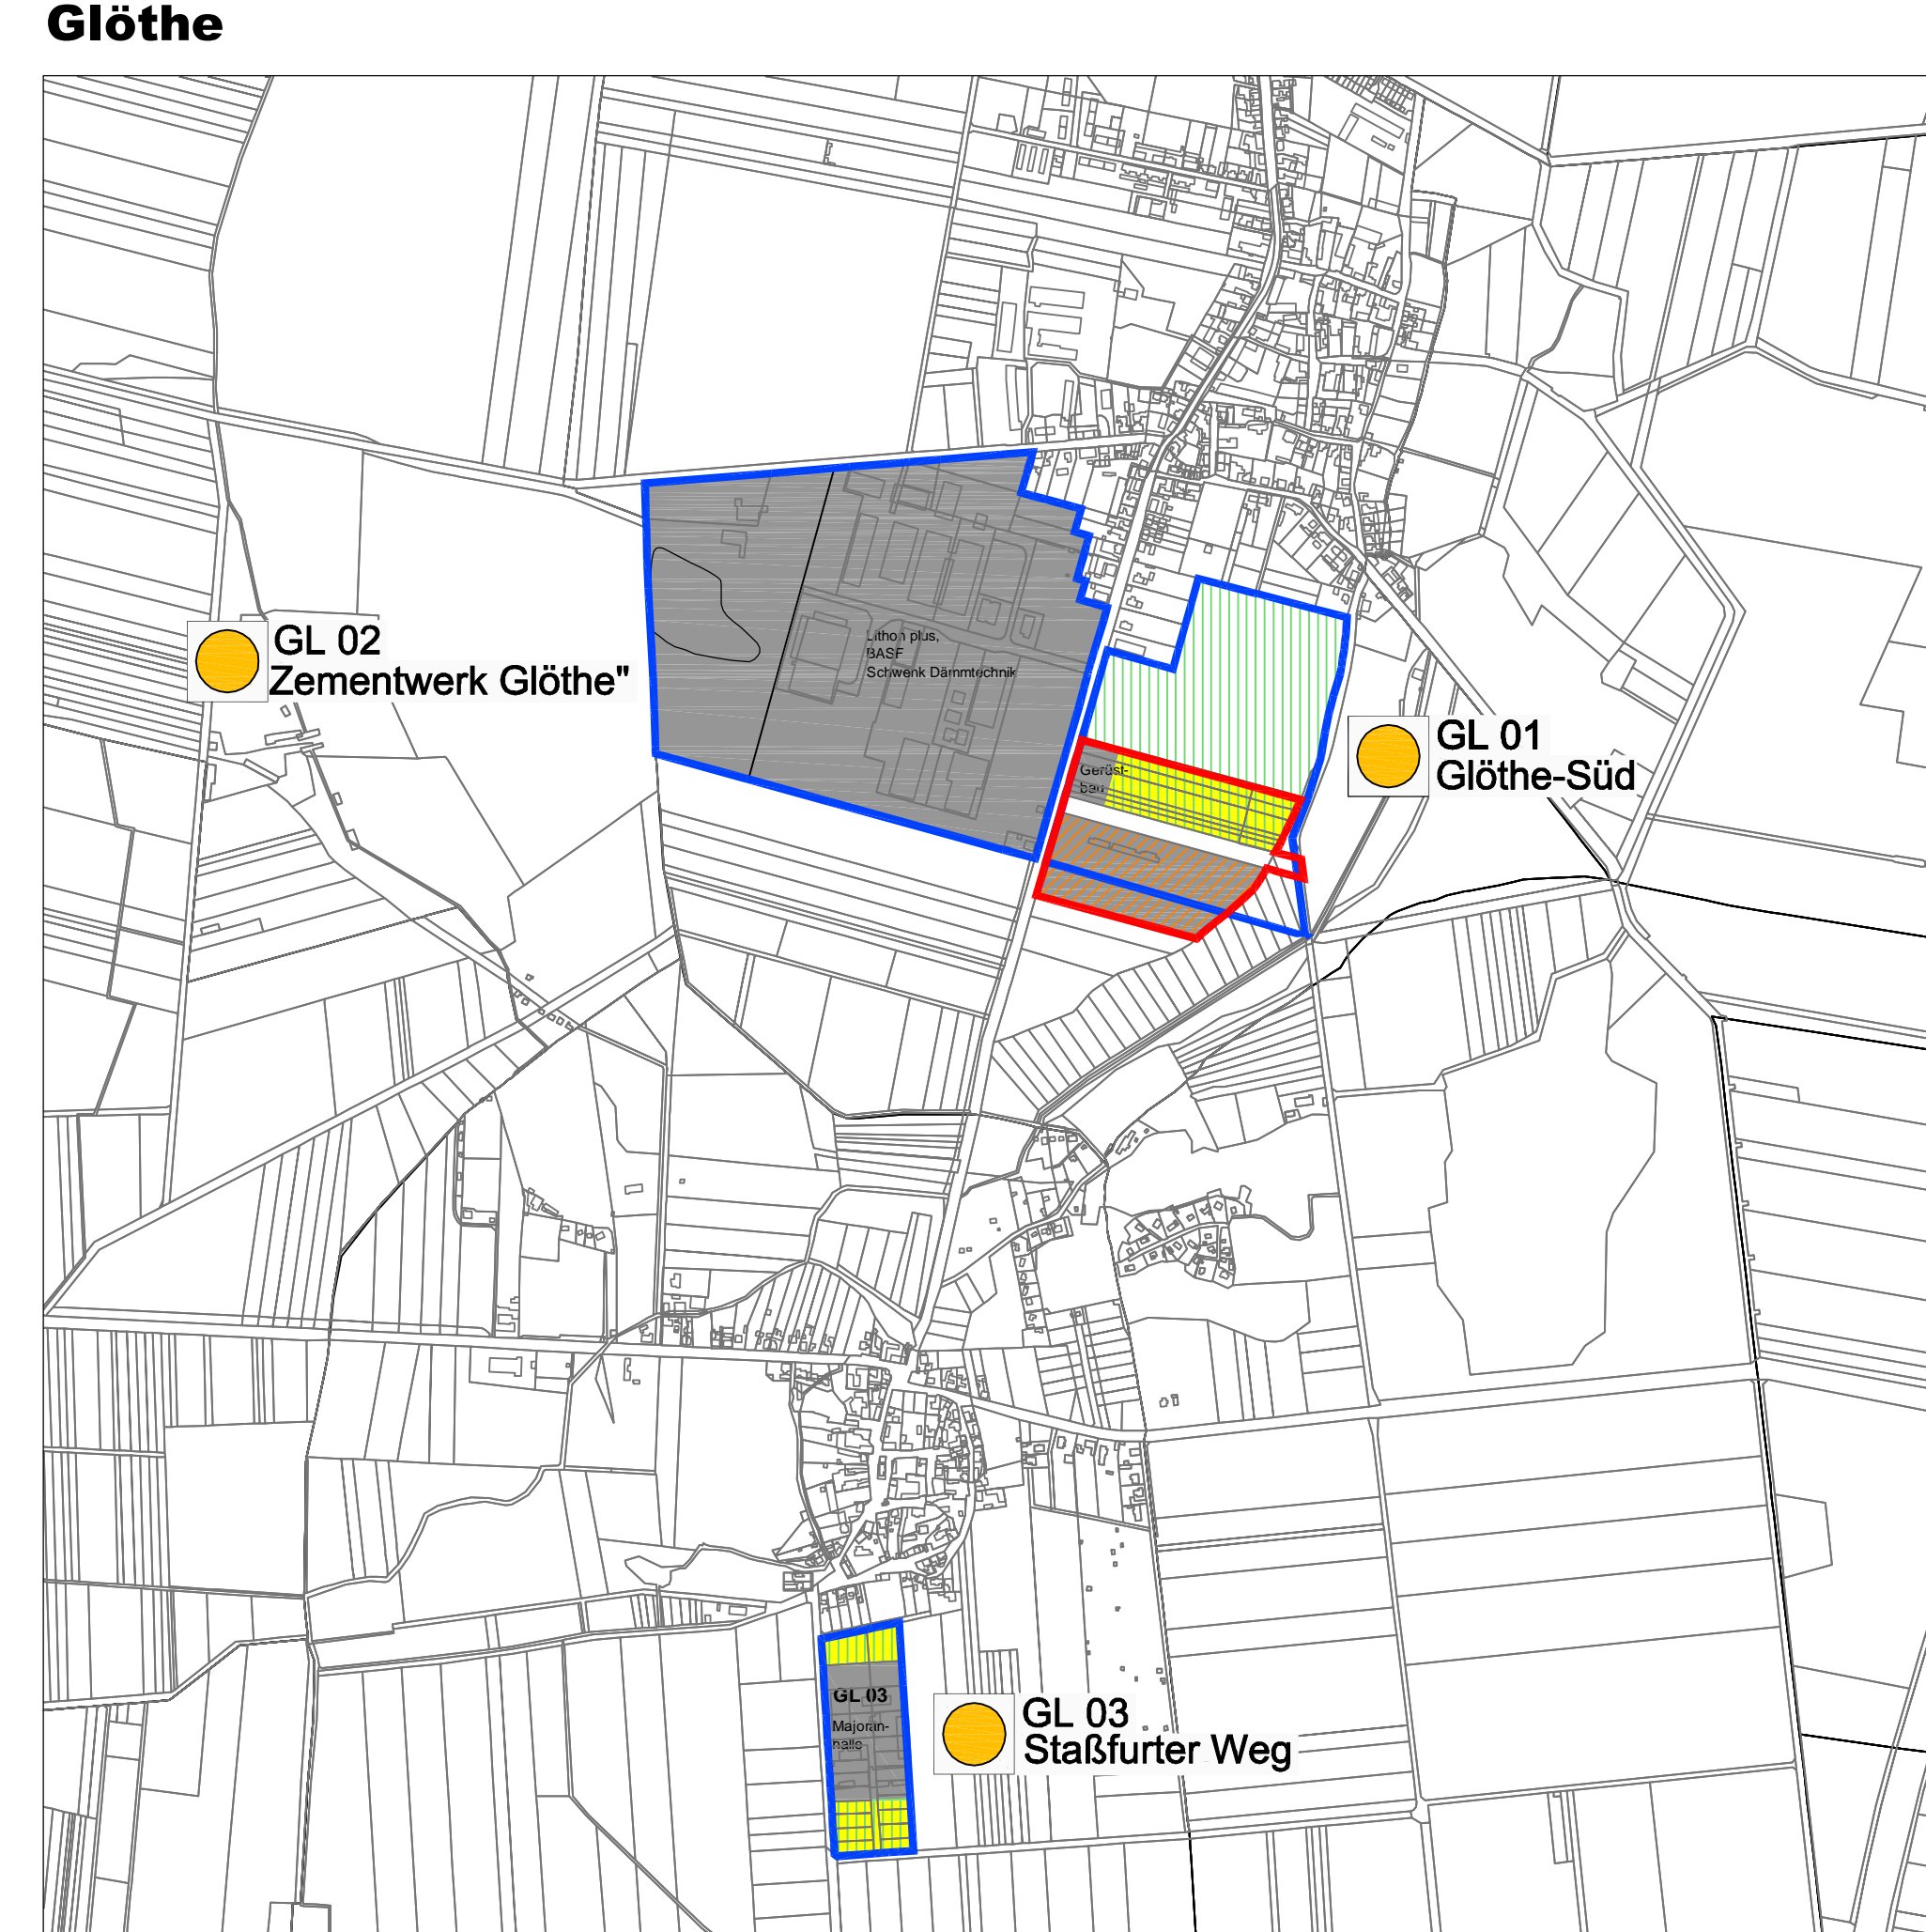 Glöthe
GL 02
Zementwerk Glöthe"
Lithon plus,
BASF
Schwenk Dämmtechnik
GL 01
Glöthe-Süd
Gerüst-
bau
GL 03
Majoran-
halle
GL 03
Staßfurter Weg